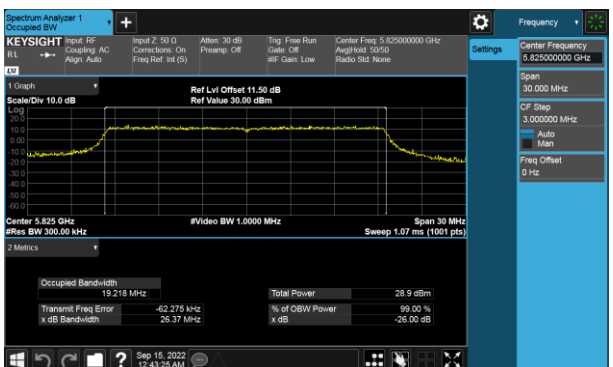 Spectrum Analyzer 1
Occupied BW
+
Frequency
KEYSIGHT
Input: RF
Input Z: 50 Ω
Atten: 30 dB
Trig: Free Run
Center Freq: 5.825000000 GHz
R L
Coupling: AC
Corrections: On
Preamp: Off
Gate: Off
Avg|Hold: 50/50
Align: Auto
Freq Ref: Int (S)
#IF Gain: Low
Radio Std: None
LXI
Settings
Center Frequency
5.825000000 GHz
Span
30.000 MHz
CF Step
3.000000 MHz
Auto
Man
Freq Offset
0 Hz
1 Graph
Ref Lvl Offset 11.50 dB
Scale/Div 10.0 dB
Ref Value 30.00 dBm
Log
20.0
10.0
0.00
-10.0
-20.0
-30.0
-40.0
-50.0
-60.0
Center 5.825 GHz
#Video BW 1.0000 MHz
Span 30 MHz
#Res BW 300.00 kHz
Sweep 1.07 ms (1001 pts)
2 Metrics
Occupied Bandwidth
19.218 MHz
Total Power 28.9 dBm
Transmit Freq Error -62.275 kHz
% of OBW Power 99.00 %
x dB Bandwidth 26.37 MHz
x dB -26.00 dB
?
Sep 15, 2022
12:43:25 AM